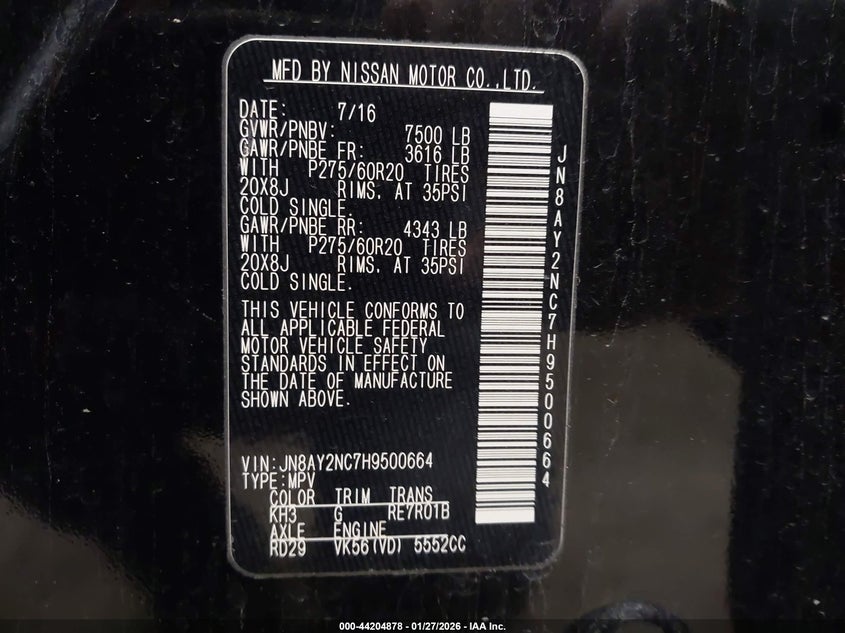 MFD BY NISSAN MOTOR CO.,LTD.
DATE: 7/16
GVWR/PNBV: 7500 LB
GAWR/PNBE FR: 3616 LB
WITH P275/60R20 TIRES
20X8J RIMS. AT 35PSI
COLD SINGLE.
GAWR/PNBE RR: 4343 LB
WITH P275/60R20 TIRES
20X8J RIMS. AT 35PSI
COLD SINGLE.
THIS VEHICLE CONFORMS TO
ALL APPLICABLE FEDERAL
MOTOR VEHICLE SAFETY
STANDARDS IN EFFECT ON
THE DATE OF MANUFACTURE
SHOWN ABOVE.
VIN:JN8AY2NC7H9500664
TYPE:MPV
COLOR TRIM TRANS
KH3 G RE7R01B
AXLE ENGINE
RD29 VK56(VD) 5552CC
JN8AY2NC7H9500664
000-44204878 — 01/27/2026 - IAA Inc.